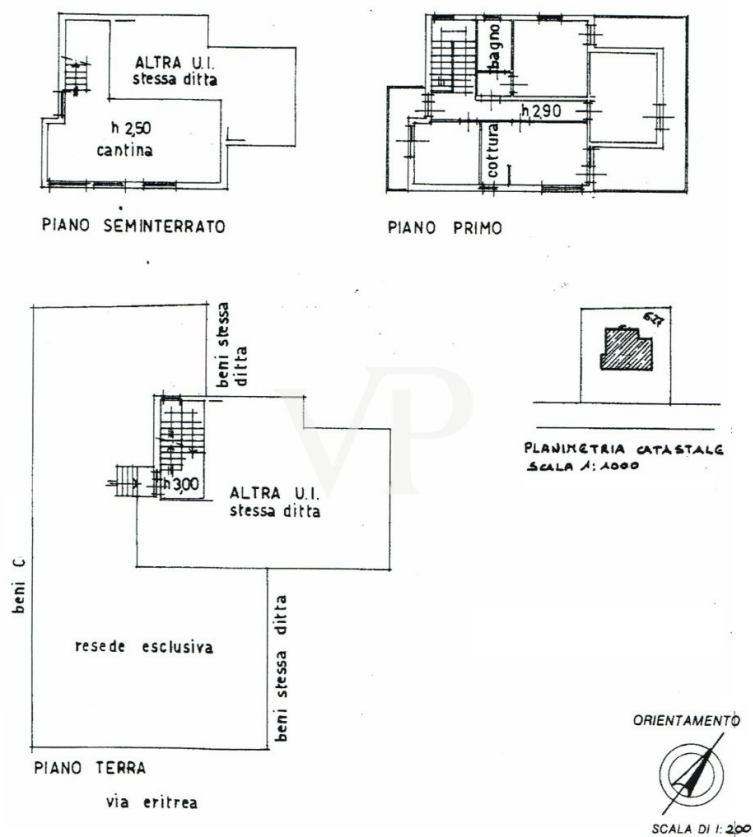 ALTRA U.I.
stessa ditta
h 2,50
cantina
PIANO SEMINTERRATO
bagno
h 2,90
cottura
PIANO PRIMO
beni stessa
ditta
h 3,00
ALTRA U.I.
stessa ditta
beni C
resede esclusiva
beni stessa ditta
PIANO TERRA
via eritrea
VP
622
PLANIMETRIA CATASTALE
SCALA 1:1000
ORIENTAMENTO
SCALA DI 1:200